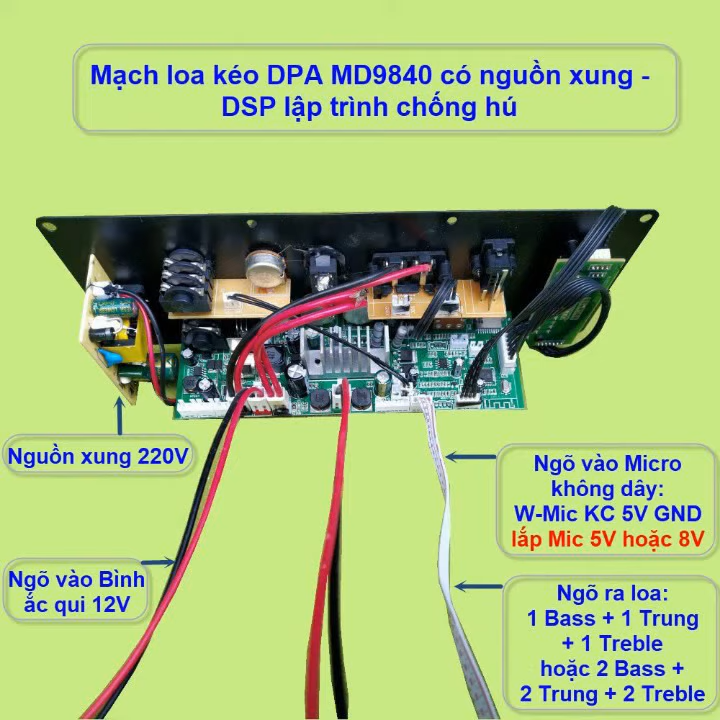 Mạch loa kéo DPA MD9840 có nguồn xung -
DSP lập trình chống hú
Nguồn xung 220V
Ngõ vào Bình
ắc qui 12V
Ngõ vào Micro
không dây:
W-Mic KC 5V GND
lắp Mic 5V hoặc 8V
Ngõ ra loa:
1 Bass + 1 Trung
+ 1 Treble
hoặc 2 Bass +
2 Trung + 2 Treble